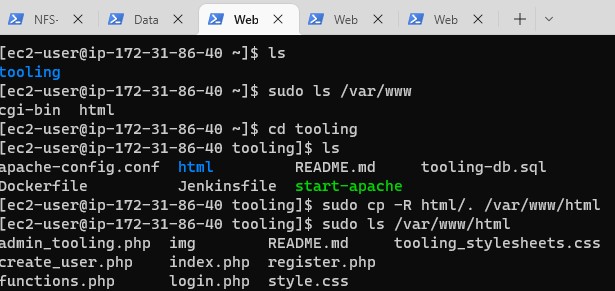 NFS- Data Web Web Web
[ec2-user@ip-172-31-86-40 ~]$ ls
tooling
[ec2-user@ip-172-31-86-40 ~]$ sudo ls /var/www
cgi-bin  html
[ec2-user@ip-172-31-86-40 ~]$ cd tooling
[ec2-user@ip-172-31-86-40 tooling]$ ls
apache-config.conf  html          README.md     tooling-db.sql
Dockerfile          Jenkinsfile  start-apache
[ec2-user@ip-172-31-86-40 tooling]$ sudo cp -R html/. /var/www/html
[ec2-user@ip-172-31-86-40 tooling]$ sudo ls /var/www/html
admin_tooling.php  img        README.md     tooling_stylesheets.css
create_user.php    index.php  register.php
functions.php      login.php  style.css